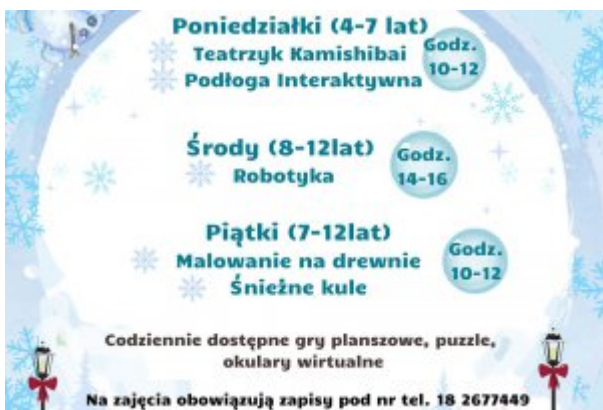 Poniedziałki (4-7 lat)
Teatrzyk Kamishibai
Podłoga Interaktywna
Godz.
10-12
Środy (8-12lat)
Robotyka
Godz.
14-16
Piątki (7-12lat)
Malowanie na drewnie
Śnieżne kule
Godz.
10-12
Codziennie dostępne gry planszowe, puzzle,
okulary wirtualne
Na zajęcia obowiązują zapisy pod nr tel. 18 2677449